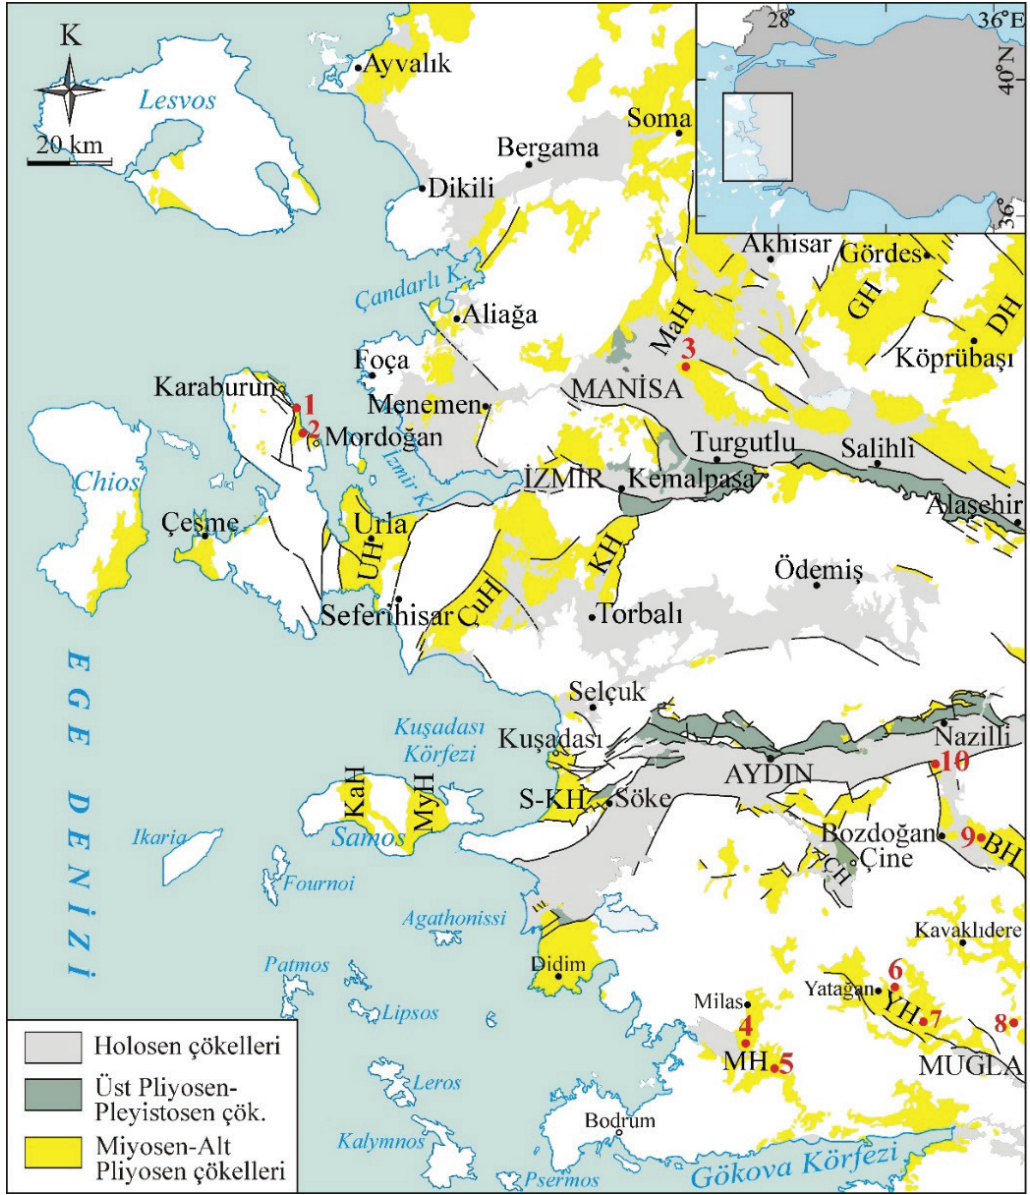 K
28°
36°E
40°N
36°
Ayvalık
Lesvos
20 km
Soma
Bergama
Dikili
Akhisar
Gördes
Çandarlı K.
GH
DH
MaH
Aliağa
Köprübaşı
3
Foça
MANİSA
Karaburun
1
Menemen
2
Mordoğan
Turgutlu
Salihli
İzmir K.
İZMİR
Kemalpaşa
Chios
Alaşehir
Çeşme
Urla
UH
KH
Ödemiş
Seferihisar
ÇuH
Torbalı
EGE DENİZİ
Selçuk
Kuşadası
Körfezi
Kuşadası
Nazilli
10
AYDIN
KaH
MyH
S-KH
Söke
Samos
Ikaria
Bozdoğan
9
BH
Çine
ÇH
Fournoi
Agathonissi
Kavaklıdere
Didim
Patmos
6
Yatağan
Milas
Lipsos
YH
7
8
4
MH
5
MUĞLA
Leros
Bodrum
Kalymnos
Gökova Körfezi
Psermos
Holosen çökelleri
Üst Pliyosen-
Pleyistosen çök.
Miyosen-Alt
Pliyosen çökelleri